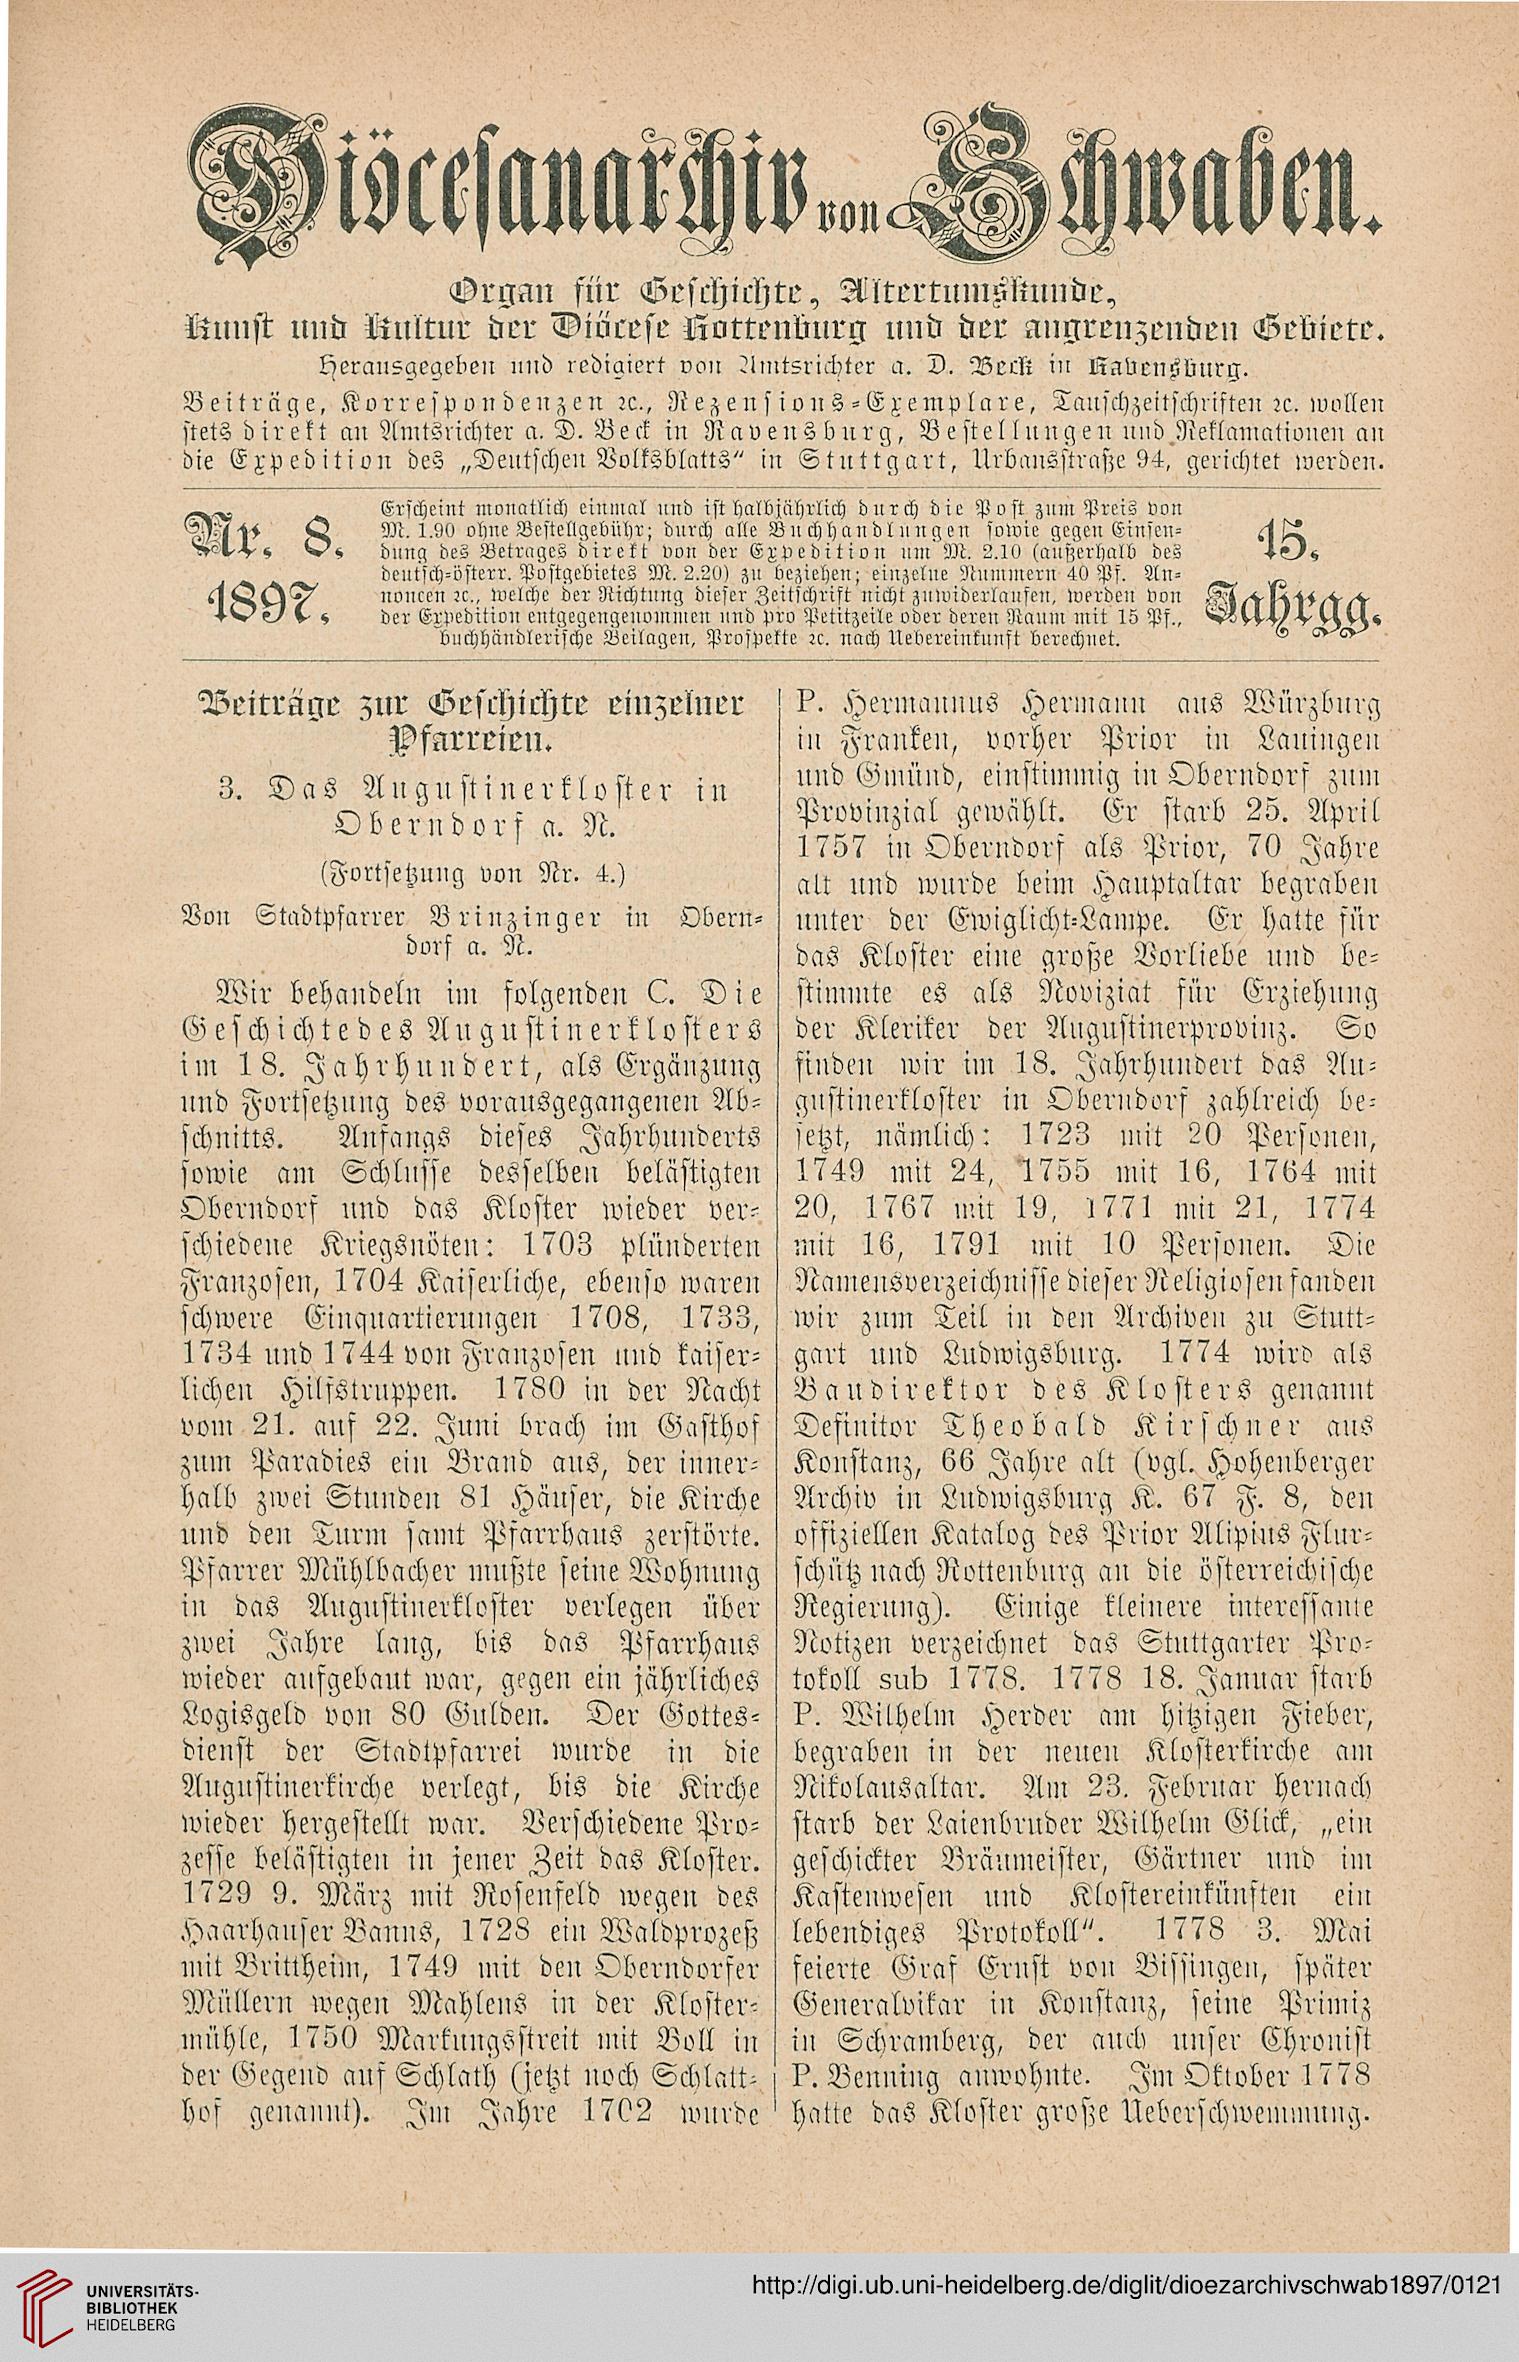 Diöcesanarchiv von Schwaben.
Organ für Geschichte, Altertumskunde,
Kunst und Kultur der Diöcese Rottenburg und der angrenzenden Gebiete.
Herausgegeben und redigiert von Amtsrichter a. D. Beck in Ravensburg.
Beiträge, Korrespondenzen ꝛc., Rezensions-Exemplare, Tauschzeitschriften ꝛc. wollen
stets direkt an Amtsrichter a. D. Beck in Ravensburg, Bestellungen und Reklamationen an
die Expedition des „Deutschen Volksblatts“ in Stuttgart, Urbansstraße 94, gerichtet werden.
Nr. 8.
1897.
Erscheint monatlich einmal und ist halbjährlich durch die Post zum Preis von
M. 1.90 ohne Bestellgebühr; durch alle Buchhandlungen sowie gegen Einsen-
dung des Betrages direkt von der Expedition um M. 2.10 (außerhalb des
deutsch-österr. Postgebietes M. 2.20) zu beziehen; einzelne Nummern 40 Pf. An-
noncen ꝛc., welche der Richtung dieser Zeitschrift nicht zuwiderlaufen, werden von
der Expedition entgegengenommen und pro Petitzeile oder deren Raum mit 15 Pf.,
buchhändlerische Beilagen, Prospekte ꝛc. nach Uebereinkunft berechnet.
15.
Jahrgg.
Beiträge zur Geschichte einzelner
Pfarreien.
3. Das Augustinerkloster in
Oberndorf a. N.
(Fortsetzung von Nr. 4.)
Von Stadtpfarrer Brinzinger in Obern-
dorf a. N.
Wir behandeln im folgenden C. Die
Geschichte des Augustinerklosters
im 18. Jahrhundert, als Ergänzung
und Fortsetzung des vorausgegangenen Ab-
schnitts. Anfangs dieses Jahrhunderts
sowie am Schlusse desselben belästigten
Oberndorf und das Kloster wieder ver-
schiedene Kriegsnöten: 1703 plünderten
Franzosen, 1704 Kaiserliche, ebenso waren
schwere Einquartierungen 1708, 1733,
1734 und 1744 von Franzosen und kaiser-
lichen Hilfstruppen. 1780 in der Nacht
vom 21. auf 22. Juni brach im Gasthof
zum Paradies ein Brand aus, der inner-
halb zwei Stunden 81 Häuser, die Kirche
und den Turm samt Pfarrhaus zerstörte.
Pfarrer Mühlbacher mußte seine Wohnung
in das Augustinerkloster verlegen über
zwei Jahre lang, bis das Pfarrhaus
wieder aufgebaut war, gegen ein jährliches
Logisgeld von 80 Gulden. Der Gottes-
dienst der Stadtpfarrei wurde in die
Augustinerkirche verlegt, bis die Kirche
wieder hergestellt war. Verschiedene Pro-
zesse belästigten in jener Zeit das Kloster.
1729 9. März mit Rosenfeld wegen des
Haarhauser Banns, 1728 ein Waldprozeß
mit Brittheim, 1749 mit den Oberndorfer
Müllern wegen Mahlens in der Kloster-
mühle, 1750 Markungsstreit mit Boll in
der Gegend auf Schlath (jetzt noch Schlatt-
hof genannt). Im Jahre 1702 wurde
P. Hermannus Hermann aus Würzburg
in Franken, vorher Prior in Lauingen
und Gmünd, einstimmig in Oberndorf zum
Provinzial gewählt. Er starb 25. April
1757 in Oberndorf als Prior, 70 Jahre
alt und wurde beim Hauptaltar begraben
unter der Ewiglicht-Lampe. Er hatte für
das Kloster eine große Vorliebe und be-
stimmte es als Noviziat für Erziehung
der Kleriker der Augustinerprovinz. So
finden wir im 18. Jahrhundert das Au-
gustinerkloster in Oberndorf zahlreich be-
setzt, nämlich: 1723 mit 20 Personen,
1749 mit 24, 1755 mit 16, 1764 mit
20, 1767 mit 19, 1771 mit 21, 1774
mit 16, 1791 mit 10 Personen. Die
Namensverzeichnisse dieser Religiosen fanden
wir zum Teil in den Archiven zu Stutt-
gart und Ludwigsburg. 1774 wird als
Baudirektor des Klosters genannt
Definitor Theobald Kirschner aus
Konstanz, 66 Jahre alt (vgl. Hohenberger
Archiv in Ludwigsburg K. 67 F. 8, den
offiziellen Katalog des Prior Alipius Flur-
schütz nach Rottenburg an die österreichische
Regierung). Einige kleinere interessante
Notizen verzeichnet das Stuttgarter Pro-
tokoll sub 1778. 1778 18. Januar starb
P. Wilhelm Herder am hitzigen Fieber,
begraben in der neuen Klosterkirche am
Nikolausaltar. Am 23. Februar hernach
starb der Laienbruder Wilhelm Glick, „ein
geschickter Bräumeister, Gärtner und im
Kastenwesen und Klostereinkünften ein
lebendiges Protokoll“. 1778 3. Mai
feierte Graf Ernst von Bissingen, später
Generalvikar in Konstanz, seine Primiz
in Schramberg, der auch unser Chronist
P. Benning anwohnte. Im Oktober 1778
hatte das Kloster große Ueberschwemmung.
UNIVERSITÄTS-
BIBLIOTHEK
HEIDELBERG
http://digi.ub.uni-heidelberg.de/diglit/dioezarchivschwab1897/0121